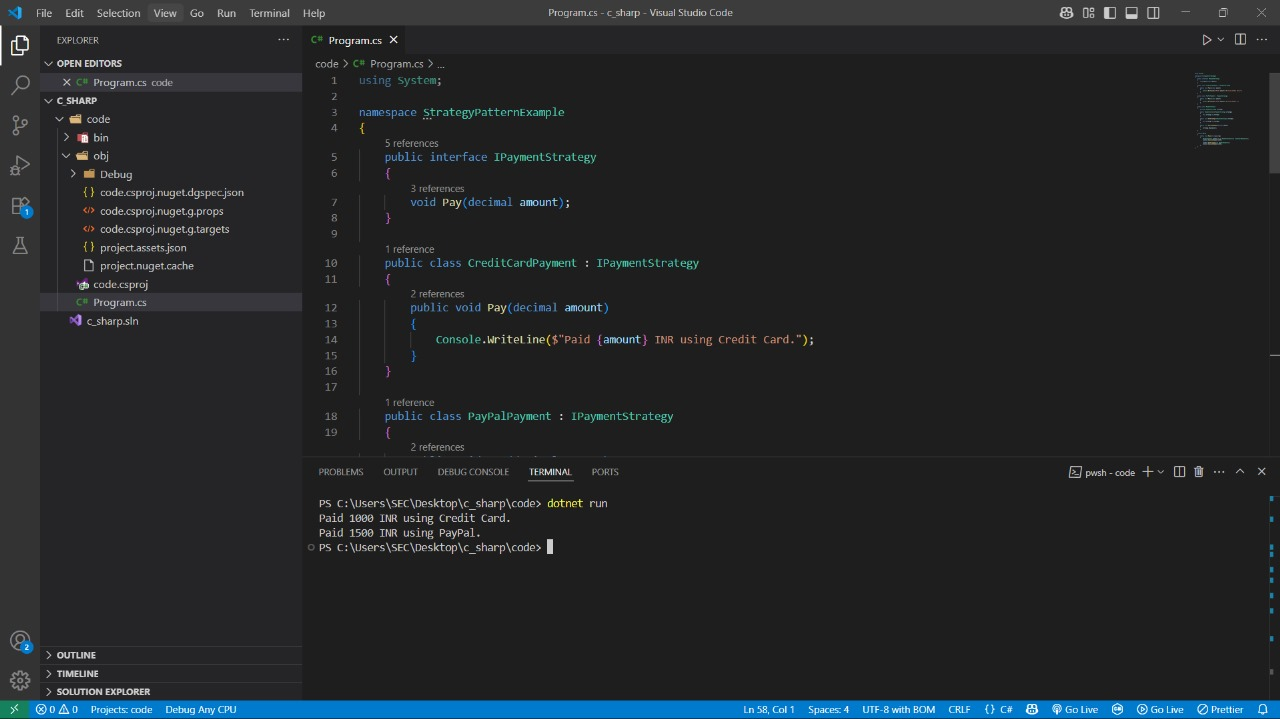 File Edit Selection View Go Run Terminal Help
Program.cs - c_sharp - Visual Studio Code
EXPLORER
OPEN EDITORS
Program.cs code
C_SHARP
code
bin
obj
Debug
code.csproj.nuget.dgspec.json
code.csproj.nuget.g.props
code.csproj.nuget.g.targets
project.assets.json
project.nuget.cache
code.csproj
C# Program.cs
c_sharp.sln
OUTLINE
TIMELINE
SOLUTION EXPLORER
1
2
C# Program.cs
code > C# Program.cs > ...
1 using System;
2
3 namespace StrategyPatternExample
4 {
5 references
5 public interface IPaymentStrategy
6 {
3 references
7 void Pay(decimal amount);
8 }
9
1 reference
10 public class CreditCardPayment : IPaymentStrategy
11 {
2 references
12 public void Pay(decimal amount)
13 {
14 Console.WriteLine($"Paid {amount} INR using Credit Card.");
15 }
16 }
17
1 reference
18 public class PayPalPayment : IPaymentStrategy
19 {
2 references
PROBLEMS OUTPUT DEBUG CONSOLE TERMINAL PORTS
pwsh - code
PS C:\Users\SEC\Desktop\c_sharp\code> dotnet run
Paid 1000 INR using Credit Card.
Paid 1500 INR using PayPal.
PS C:\Users\SEC\Desktop\c_sharp\code>
0 0 Projects: code Debug Any CPU
Ln 58, Col 1 Spaces: 4 UTF-8 with BOM CRLF {} C# Go Live Go Live Prettier